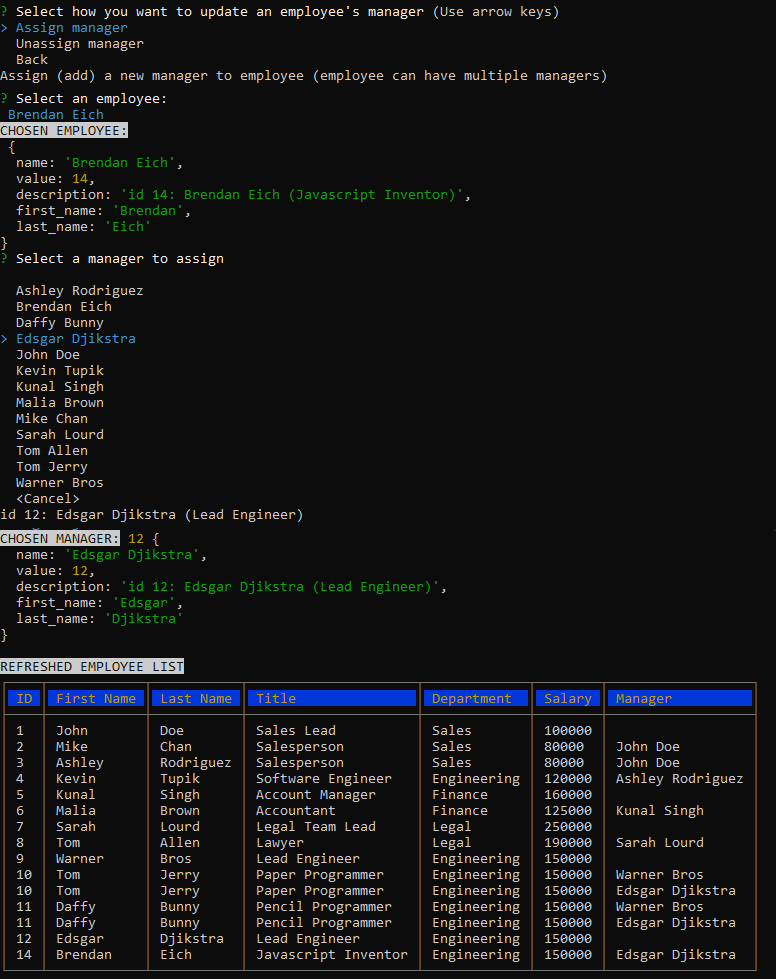 ? Select how you want to update an employee's manager (Use arrow keys)
> Assign manager
Unassign manager
Back
Assign (add) a new manager to employee (employee can have multiple managers)
? Select an employee:
Brendan Eich
CHOSEN EMPLOYEE:
{
name: 'Brendan Eich',
value: 14,
description: 'id 14: Brendan Eich (Javascript Inventor)',
first_name: 'Brendan',
last_name: 'Eich'
}
? Select a manager to assign
Ashley Rodriguez
Brendan Eich
Daffy Bunny
> Edsgar Djikstra
John Doe
Kevin Tupik
Kunal Singh
Malia Brown
Mike Chan
Sarah Lourd
Tom Allen
Tom Jerry
Warner Bros
<Cancel>
id 12: Edsgar Djikstra (Lead Engineer)
CHOSEN MANAGER: 12 {
name: 'Edsgar Djikstra',
value: 12,
description: 'id 12: Edsgar Djikstra (Lead Engineer)',
first_name: 'Edsgar',
last_name: 'Djikstra'
}
REFRESHED EMPLOYEE LIST
ID First Name Last Name Title Department Salary Manager
1 John Doe Sales Lead Sales 100000
2 Mike Chan Salesperson Sales 80000 John Doe
3 Ashley Rodriguez Salesperson Sales 80000 John Doe
4 Kevin Tupik Software Engineer Engineering 120000 Ashley Rodriguez
5 Kunal Singh Account Manager Finance 160000
6 Malia Brown Accountant Finance 125000 Kunal Singh
7 Sarah Lourd Legal Team Lead Legal 250000
8 Tom Allen Lawyer Legal 190000 Sarah Lourd
9 Warner Bros Lead Engineer Engineering 150000
10 Tom Jerry Paper Programmer Engineering 150000 Warner Bros
10 Tom Jerry Paper Programmer Engineering 150000 Edsgar Djikstra
11 Daffy Bunny Pencil Programmer Engineering 150000 Warner Bros
11 Daffy Bunny Pencil Programmer Engineering 150000 Edsgar Djikstra
12 Edsgar Djikstra Lead Engineer Engineering 150000
14 Brendan Eich Javascript Inventor Engineering 150000 Edsgar Djikstra